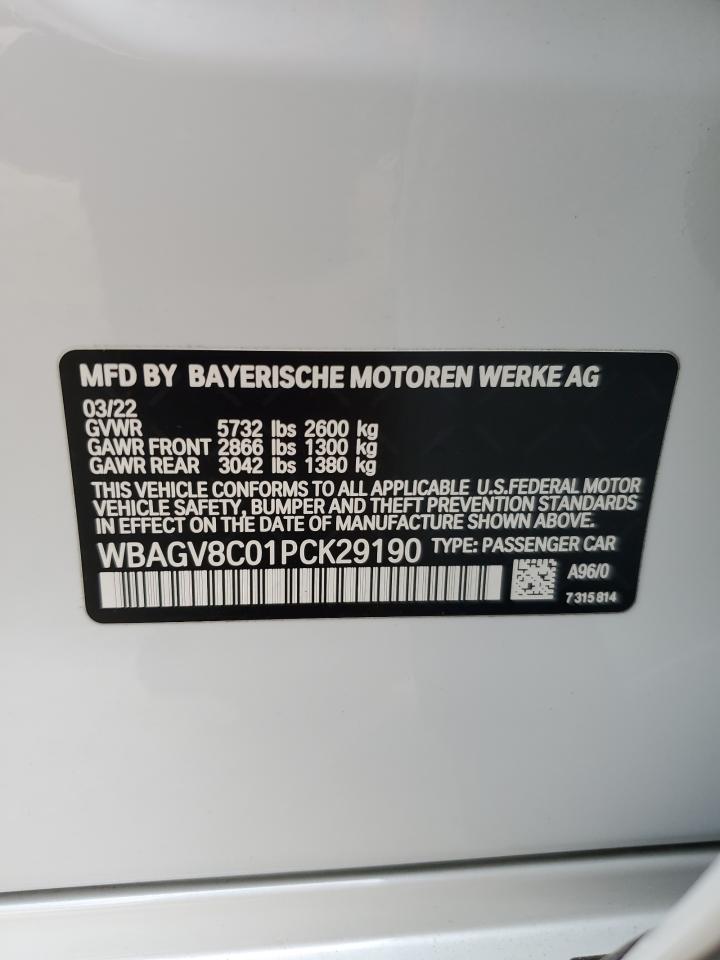 MFD BY BAYERISCHE MOTOREN WERKE AG
03/22
GVWR 5732 lbs 2600 kg
GAWR FRONT 2866 lbs 1300 kg
GAWR REAR 3042 lbs 1380 kg
THIS VEHICLE CONFORMS TO ALL APPLICABLE U.S.FEDERAL MOTOR
VEHICLE SAFETY, BUMPER AND THEFT PREVENTION STANDARDS
IN EFFECT ON THE DATE OF MANUFACTURE SHOWN ABOVE.
WBAGV8C01PCK29190 TYPE: PASSENGER CAR
A96/0
7 315 814